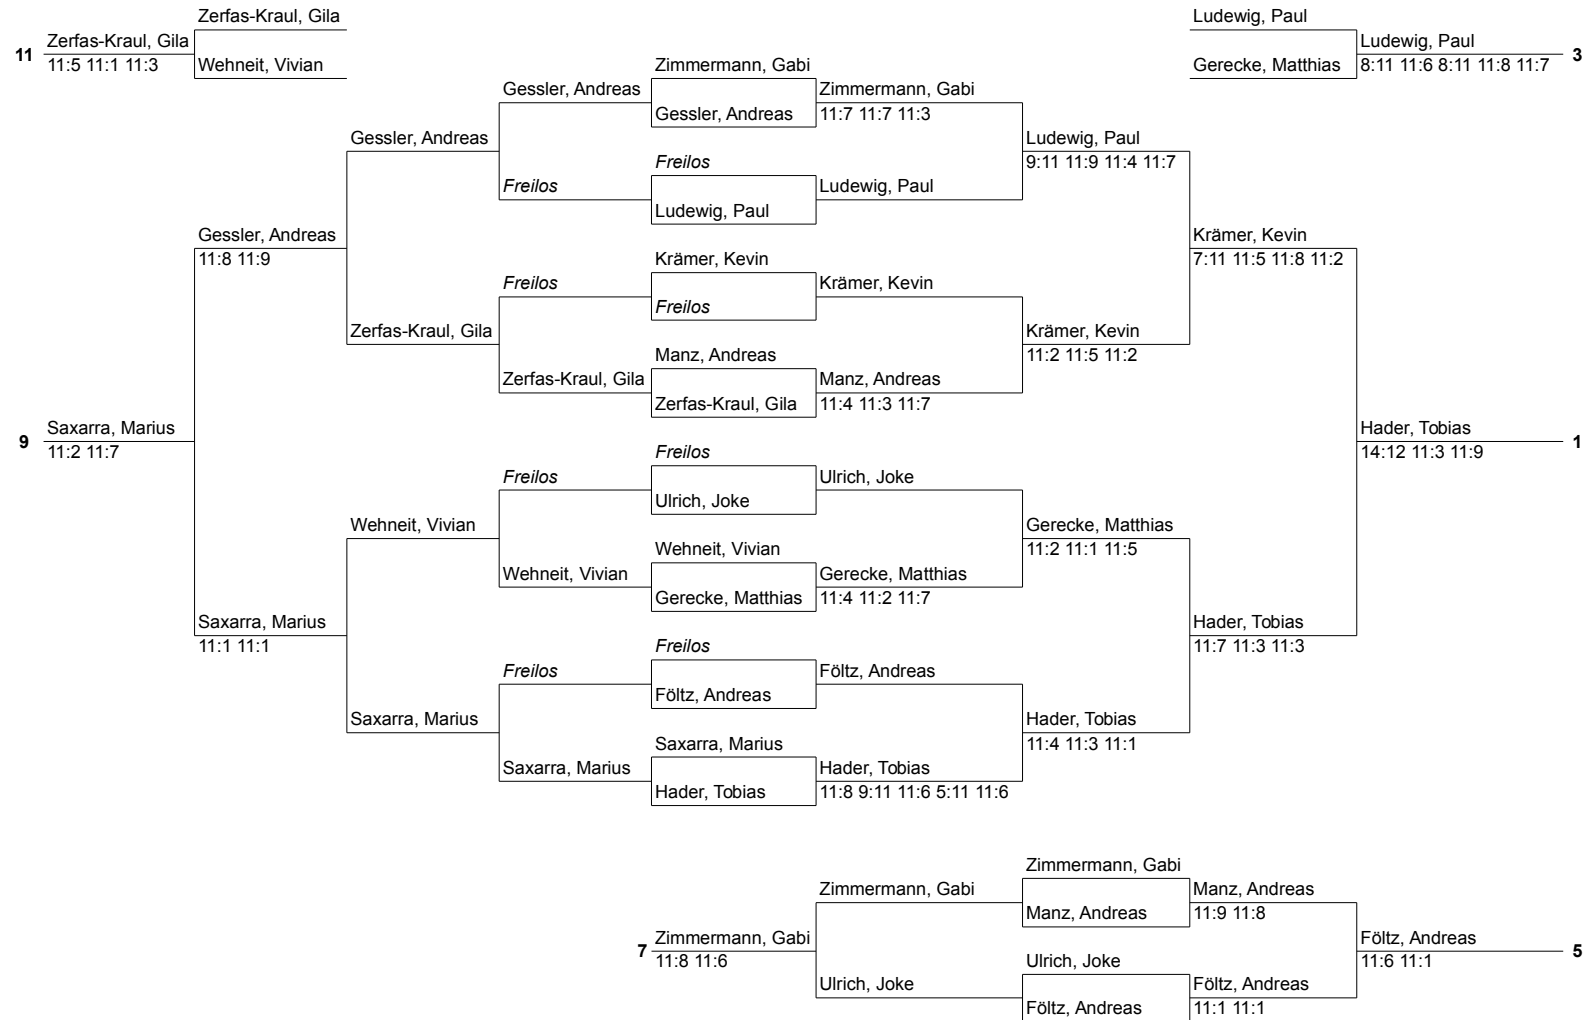 Zerfas-Kraul, Gila
Ludewig, Paul
11 Zerfas-Kraul, Gila
Ludewig, Paul 3
11:5 11:1 11:3
Wehneit, Vivian
Zimmermann, Gabi
Gerecke, Matthias
8:11 11:6 8:11 11:8 11:7
Gessler, Andreas
Zimmermann, Gabi
Gessler, Andreas
11:7 11:7 11:3
Gessler, Andreas
Ludewig, Paul
Freilos
9:11 11:9 11:4 11:7
Freilos
Ludewig, Paul
Ludewig, Paul
Gessler, Andreas
Krämer, Kevin
11:8 11:9
Krämer, Kevin
7:11 11:5 11:8 11:2
Freilos
Krämer, Kevin
Freilos
Zerfas-Kraul, Gila
Krämer, Kevin
Manz, Andreas
11:2 11:5 11:2
Zerfas-Kraul, Gila
Manz, Andreas
Zerfas-Kraul, Gila
11:4 11:3 11:7
9 Saxarra, Marius
Hader, Tobias 1
11:2 11:7
Freilos
14:12 11:3 11:9
Freilos
Ulrich, Joke
Ulrich, Joke
Wehneit, Vivian
Gerecke, Matthias
Wehneit, Vivian
11:2 11:1 11:5
Wehneit, Vivian
Gerecke, Matthias
Gerecke, Matthias
11:4 11:2 11:7
Saxarra, Marius
Hader, Tobias
11:1 11:1
Freilos
11:7 11:3 11:3
Freilos
Föltz, Andreas
Föltz, Andreas
Saxarra, Marius
Hader, Tobias
Saxarra, Marius
11:4 11:3 11:1
Saxarra, Marius
Hader, Tobias
Hader, Tobias
11:8 9:11 11:6 5:11 11:6
Zimmermann, Gabi
Zimmermann, Gabi
Manz, Andreas
Manz, Andreas
11:9 11:8
7 Zimmermann, Gabi
Föltz, Andreas 5
11:8 11:6
Ulrich, Joke
11:6 11:1
Ulrich, Joke
Föltz, Andreas
Föltz, Andreas
11:1 11:1